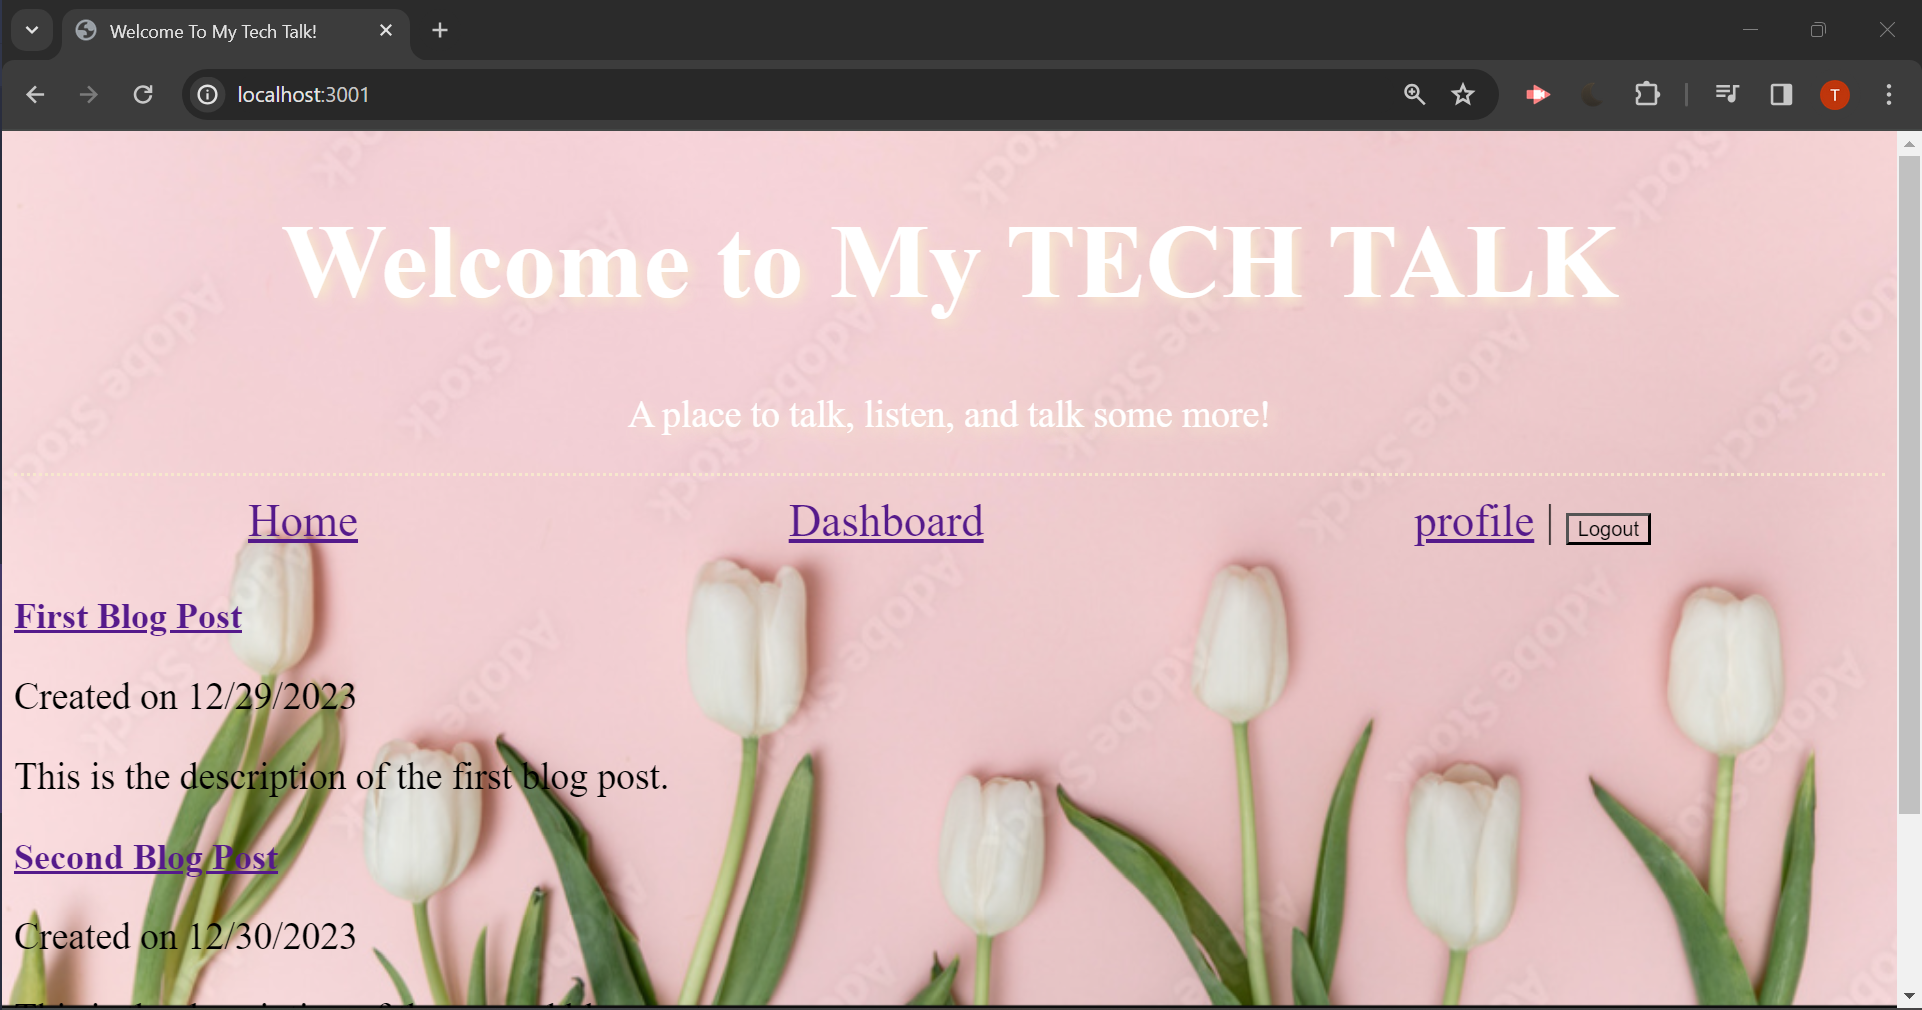 Welcome To My Tech Talk!
localhost:3001
T
Welcome to My TECH TALK
A place to talk, listen, and talk some more!
Home Dashboard profile | Logout
First Blog Post
Created on 12/29/2023
This is the description of the first blog post.
Second Blog Post
Created on 12/30/2023
Adobe Stock